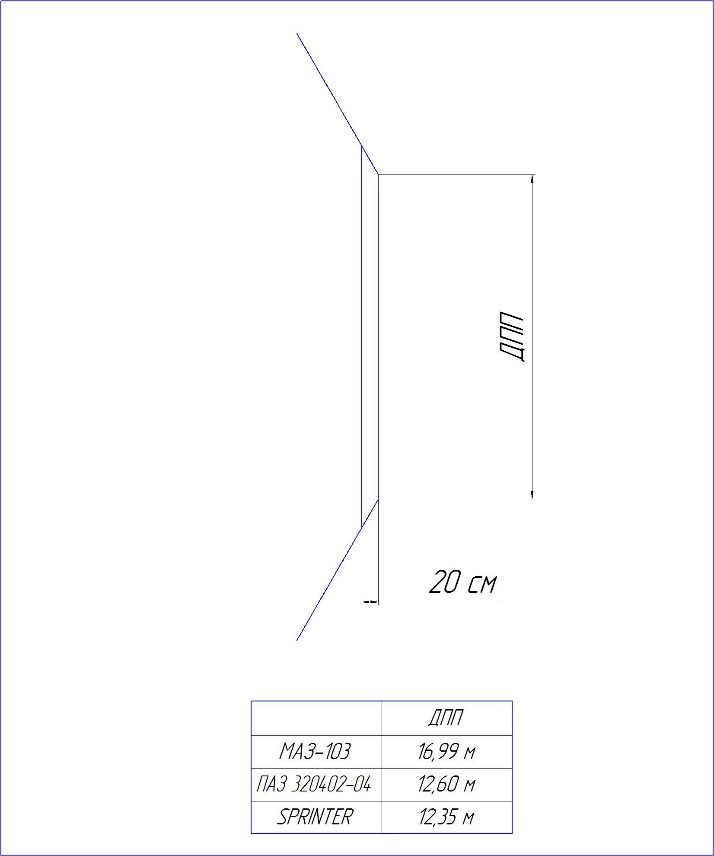 ДПП
20 см
ДПП
МАЗ-103 16,99 м
ПАЗ 320402-04 12,60 м
SPRINTER 12,35 м